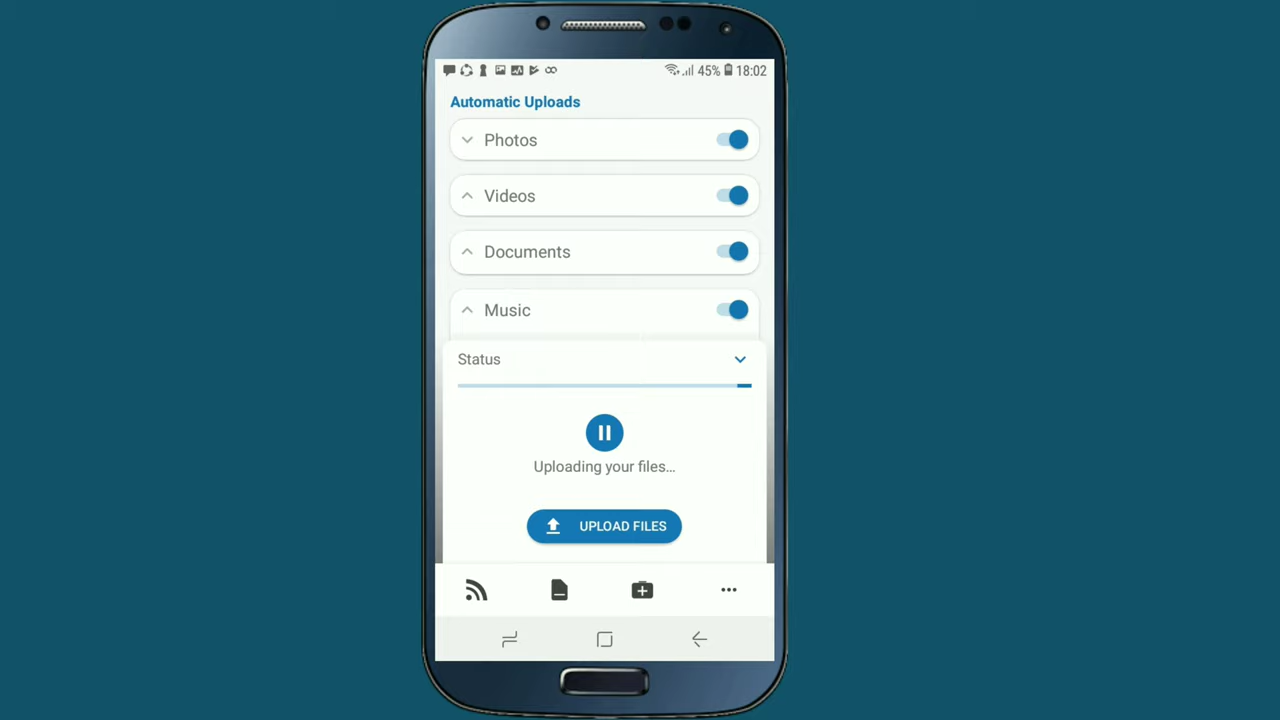 45% 18:02
Automatic Uploads
Photos
Videos
Documents
Music
Status
Uploading your files...
UPLOAD FILES